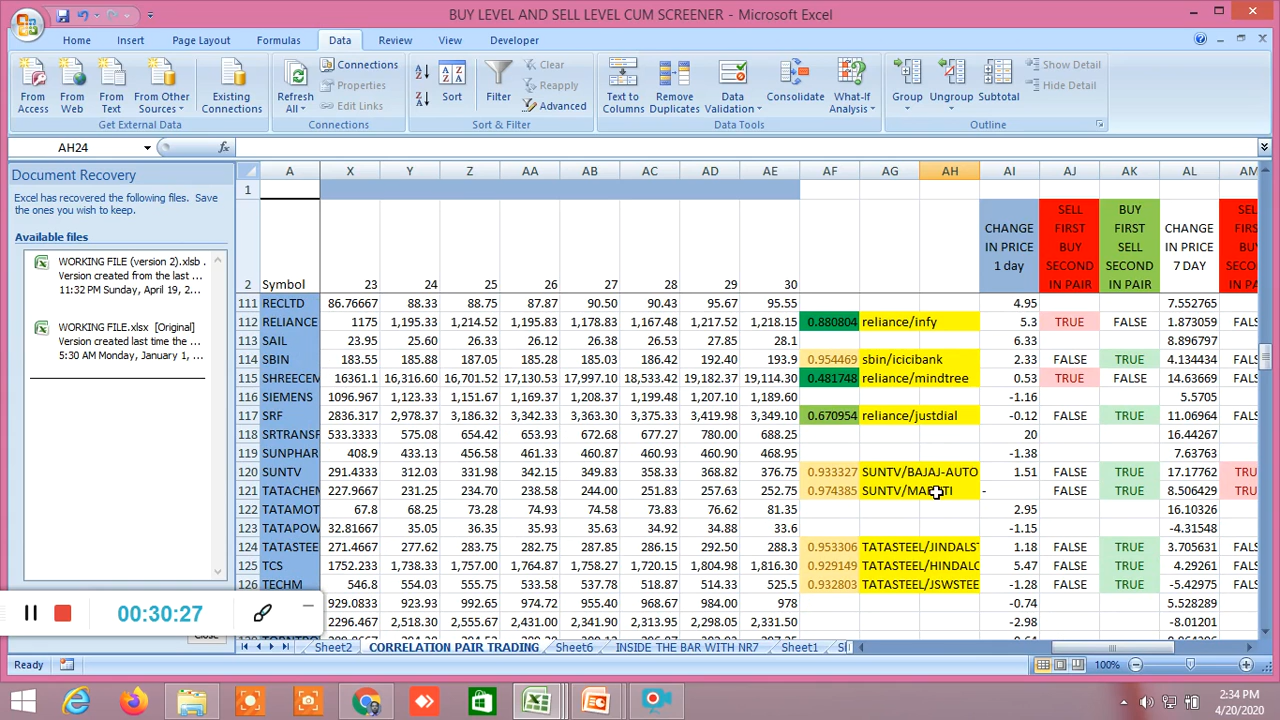 BUY LEVEL AND SELL LEVEL CUM SCREENER - Microsoft Excel
Home Insert Page Layout Formulas Data Review View Developer
From Access From Web From Text From Other Sources Existing Connections Refresh All Connections Properties Edit Links Sort Filter Clear Reapply Advanced Text to Columns Remove Duplicates Data Validation Consolidate What-If Analysis Group Ungroup Subtotal Show Detail Hide Detail
Get External Data Connections Sort & Filter Data Tools Outline
AH24 fx
Document Recovery
Excel has recovered the following files. Save
the ones you wish to keep.
Available files
WORKING FILE (version 2).xlsb .
Version created from the last ...
11:32 PM Sunday, April 19, 2...
WORKING FILE.xlsx [Original]
Version created last time the ...
5:30 AM Monday, January 1, ...
Close
A X Y Z AA AB AC AD AE AF AG AH AI AJ AK AL AM
1
2 Symbol 23 24 25 26 27 28 29 30 CHANGE IN PRICE 1 day SELL FIRST BUY SECOND IN PAIR BUY FIRST SELL SECOND IN PAIR CHANGE IN PRICE 7 DAY
111 RECLTD 86.76667 88.33 88.75 87.87 90.50 90.43 95.67 95.55 4.95 7.552765
112 RELIANCE 1175 1,195.33 1,214.52 1,195.83 1,178.83 1,167.48 1,217.52 1,218.15 0.880804 reliance/infy 5.3 TRUE FALSE 1.873059 FALS
113 SAIL 23.95 25.60 26.33 26.12 26.38 26.53 27.85 28.1 6.33 8.896797
114 SBIN 183.55 185.88 187.05 185.28 185.03 186.42 192.40 193.9 0.954469 sbin/icicibank 2.33 FALSE TRUE 4.134434 FALS
115 SHREECEM 16361.1 16,316.60 16,701.52 17,130.53 17,997.10 18,533.42 19,182.37 19,114.30 0.481748 reliance/mindtree 0.53 TRUE FALSE 14.63669 FALS
116 SIEMENS 1096.967 1,123.33 1,151.67 1,169.37 1,208.37 1,199.48 1,207.10 1,189.60 -1.16 5.5705
117 SRF 2836.317 2,978.37 3,186.32 3,342.33 3,363.30 3,375.33 3,419.98 3,349.10 0.670954 reliance/justdial -0.12 FALSE TRUE 11.06964 FALS
118 SRTRANSF 533.3333 575.08 654.42 653.93 672.68 677.27 780.00 688.25 20 16.44267
119 SUNPHAR 408.9 433.13 456.58 461.33 460.87 463.92 471.28 459.95 -1.38 7.63763
120 SUNTV 291.4333 312.03 331.98 342.15 349.83 358.33 368.82 376.75 0.933327 SUNTV/BAJAJ-AUTO 1.51 FALSE TRUE 17.17762 TRU
121 TATACHEM 227.9667 231.25 234.70 238.58 244.00 251.83 257.63 252.75 0.974385 - FALSE TRUE 8.506429 TRU
122 TATAMOT 67.8 68.25 73.28 74.93 74.83 73.82 76.62 81.35 2.95 16.10326
123 TATAPOW 32.81667 35.05 36.35 35.93 35.53 34.52 34.88 33.6 -1.15 -4.31548
124 TATASTEE 271.4667 277.62 283.75 282.75 287.85 286.15 292.50 288.3 0.953306 TATASTEEL/JINDALST 1.18 FALSE TRUE 3.705631 FALS
125 TCS 1752.233 1,738.33 1,757.00 1,764.87 1,758.27 1,720.15 1,804.98 1,816.30 0.929149 TATASTEEL/HINDALC 5.47 FALSE TRUE 4.29261 FALS
126 TECHM 546.8 554.03 555.75 533.58 537.78 518.87 514.33 525.5 0.932803 TATASTEEL/JSWSTEE -1.28 FALSE TRUE -5.42975 FALS
929.0833 923.93 992.65 974.72 955.40 968.67 984.00 978 -0.74 5.528289
2296.467 2,518.30 2,555.67 2,431.00 2,341.93 2,313.95 2,298.05 2,331.00 -2.98 -8.01201
00:30:27
Sheet2 CORRELATION PAIR TRADING Sheet6 INSIDE THE BAR WITH NR7 Sheet1
Ready 100%
2:34 PM
4/20/2020